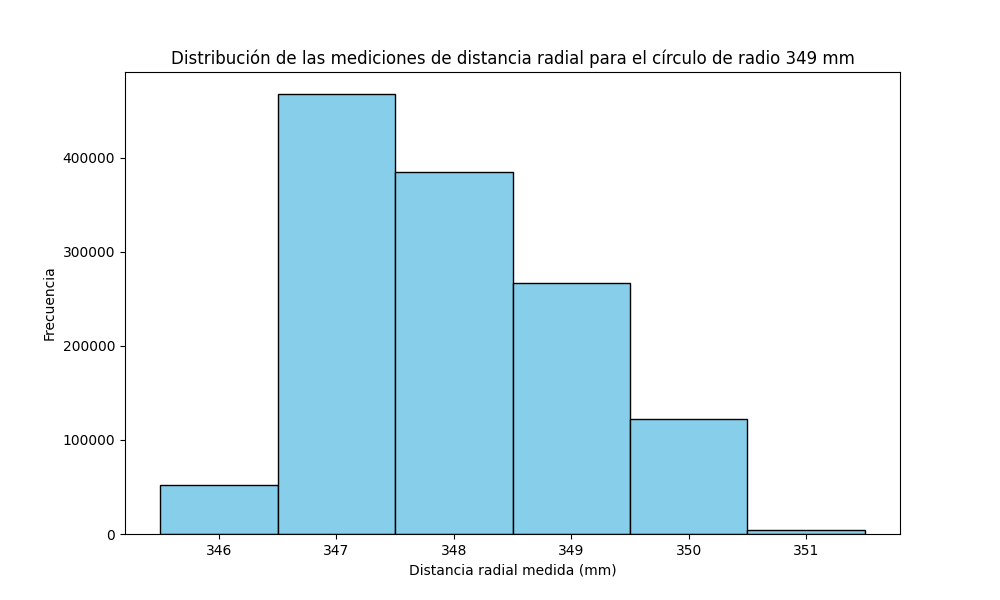 Distribución de las mediciones de distancia radial para el círculo de radio 349 mm
400000
300000
200000
100000
0
Frecuencia
346 347 348 349 350 351
Distancia radial medida (mm)